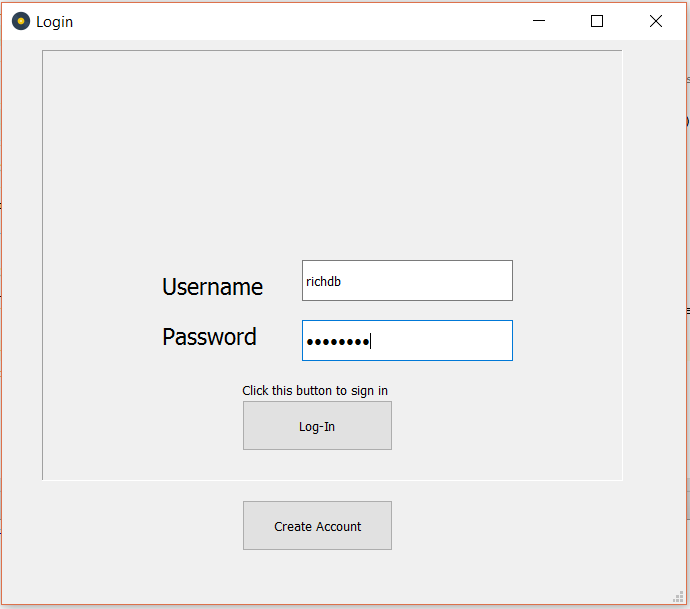 Login
Username
richdb
Password
••••••••
Click this button to sign in
Log-In
Create Account